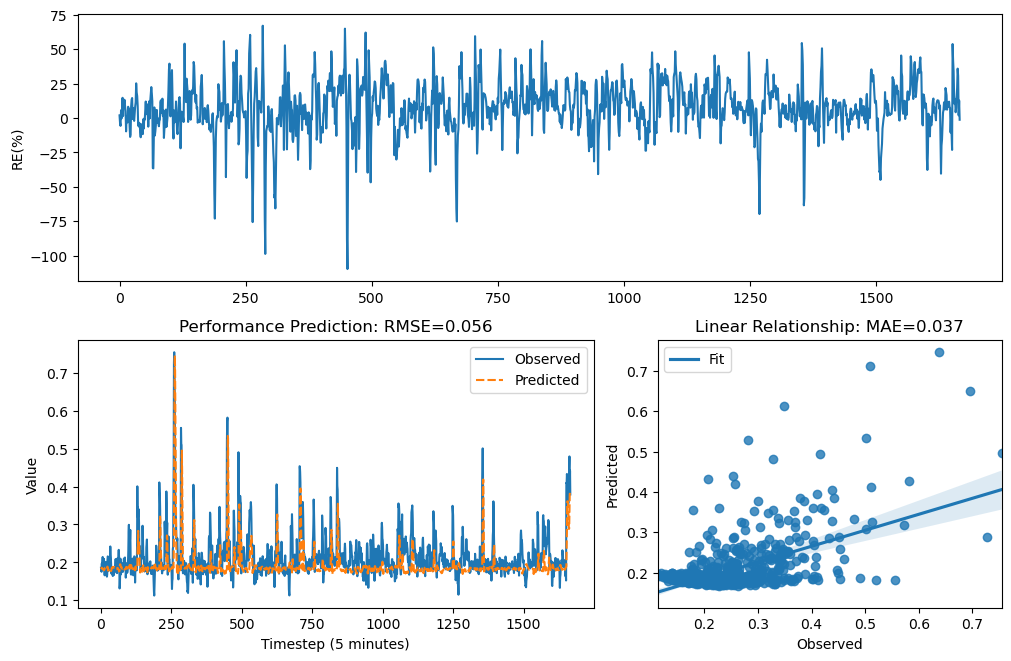 RE(%)
75
50
25
0
−25
−50
−75
−100
0 250 500 750 1000 1250 1500
Performance Prediction: RMSE=0.056
Value
0.7
0.6
0.5
0.4
0.3
0.2
0.1
Observed
Predicted
0 250 500 750 1000 1250 1500
Timestep (5 minutes)
Linear Relationship: MAE=0.037
Predicted
0.7
0.6
0.5
0.4
0.3
0.2
Fit
0.2 0.3 0.4 0.5 0.6 0.7
Observed